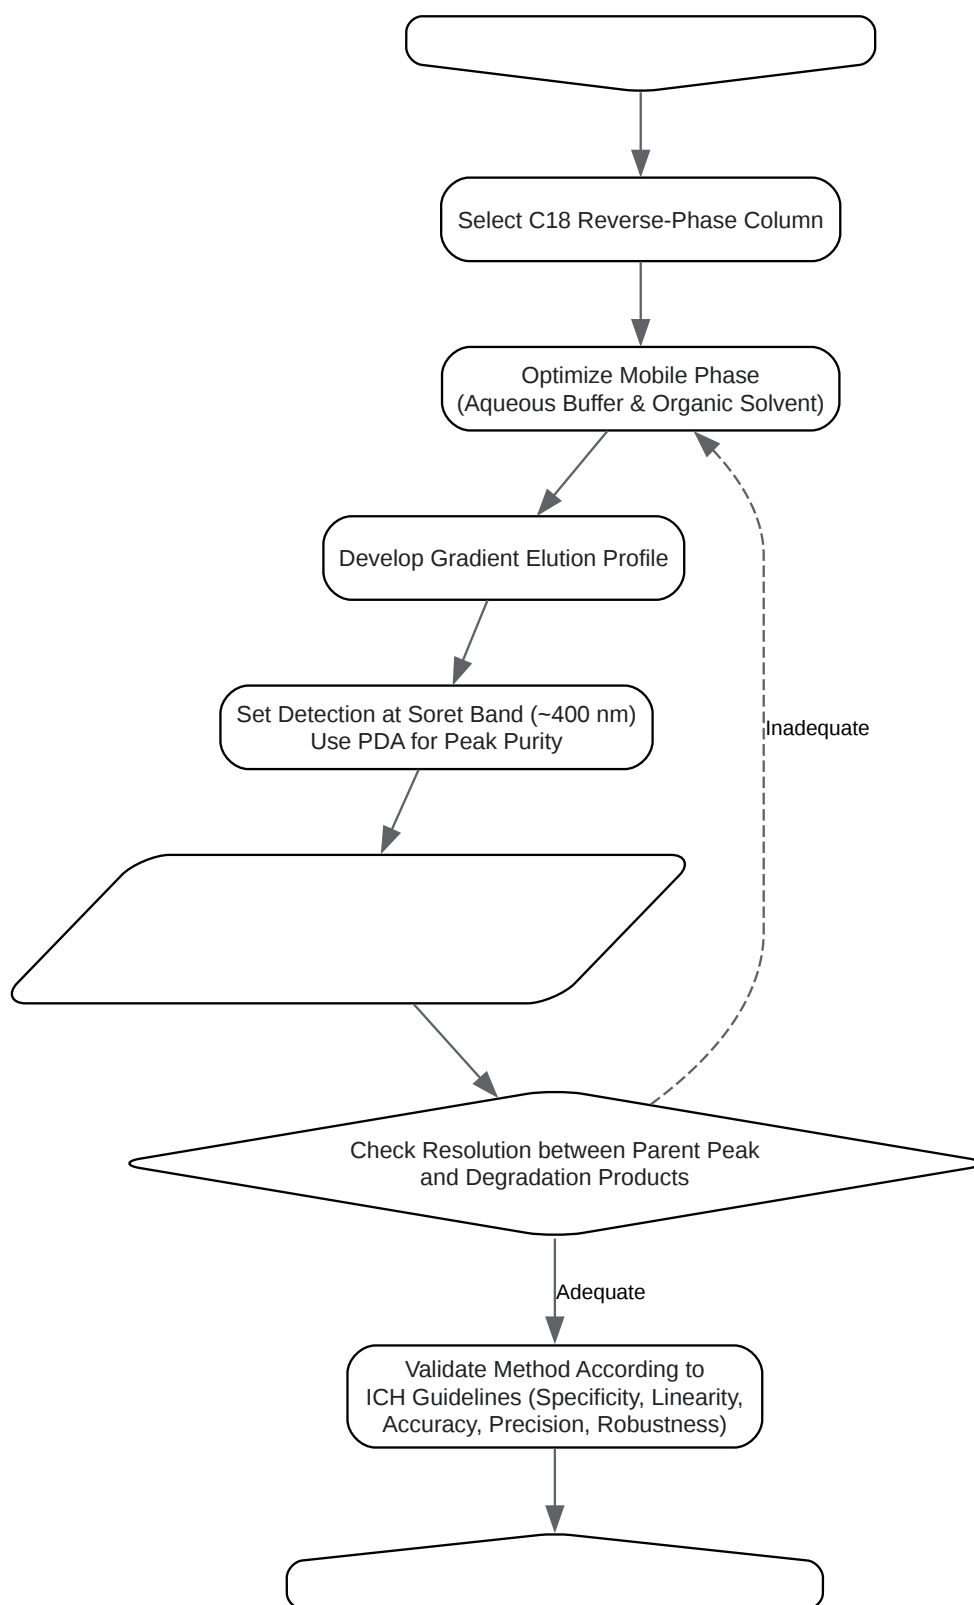 Select C18 Reverse-Phase Column
Optimize Mobile Phase
(Aqueous Buffer & Organic Solvent)
Develop Gradient Elution Profile
Set Detection at Soret Band (~400 nm)
Use PDA for Peak Purity
Inadequate
Check Resolution between Parent Peak
and Degradation Products
Adequate
Validate Method According to
ICH Guidelines (Specificity, Linearity,
Accuracy, Precision, Robustness)